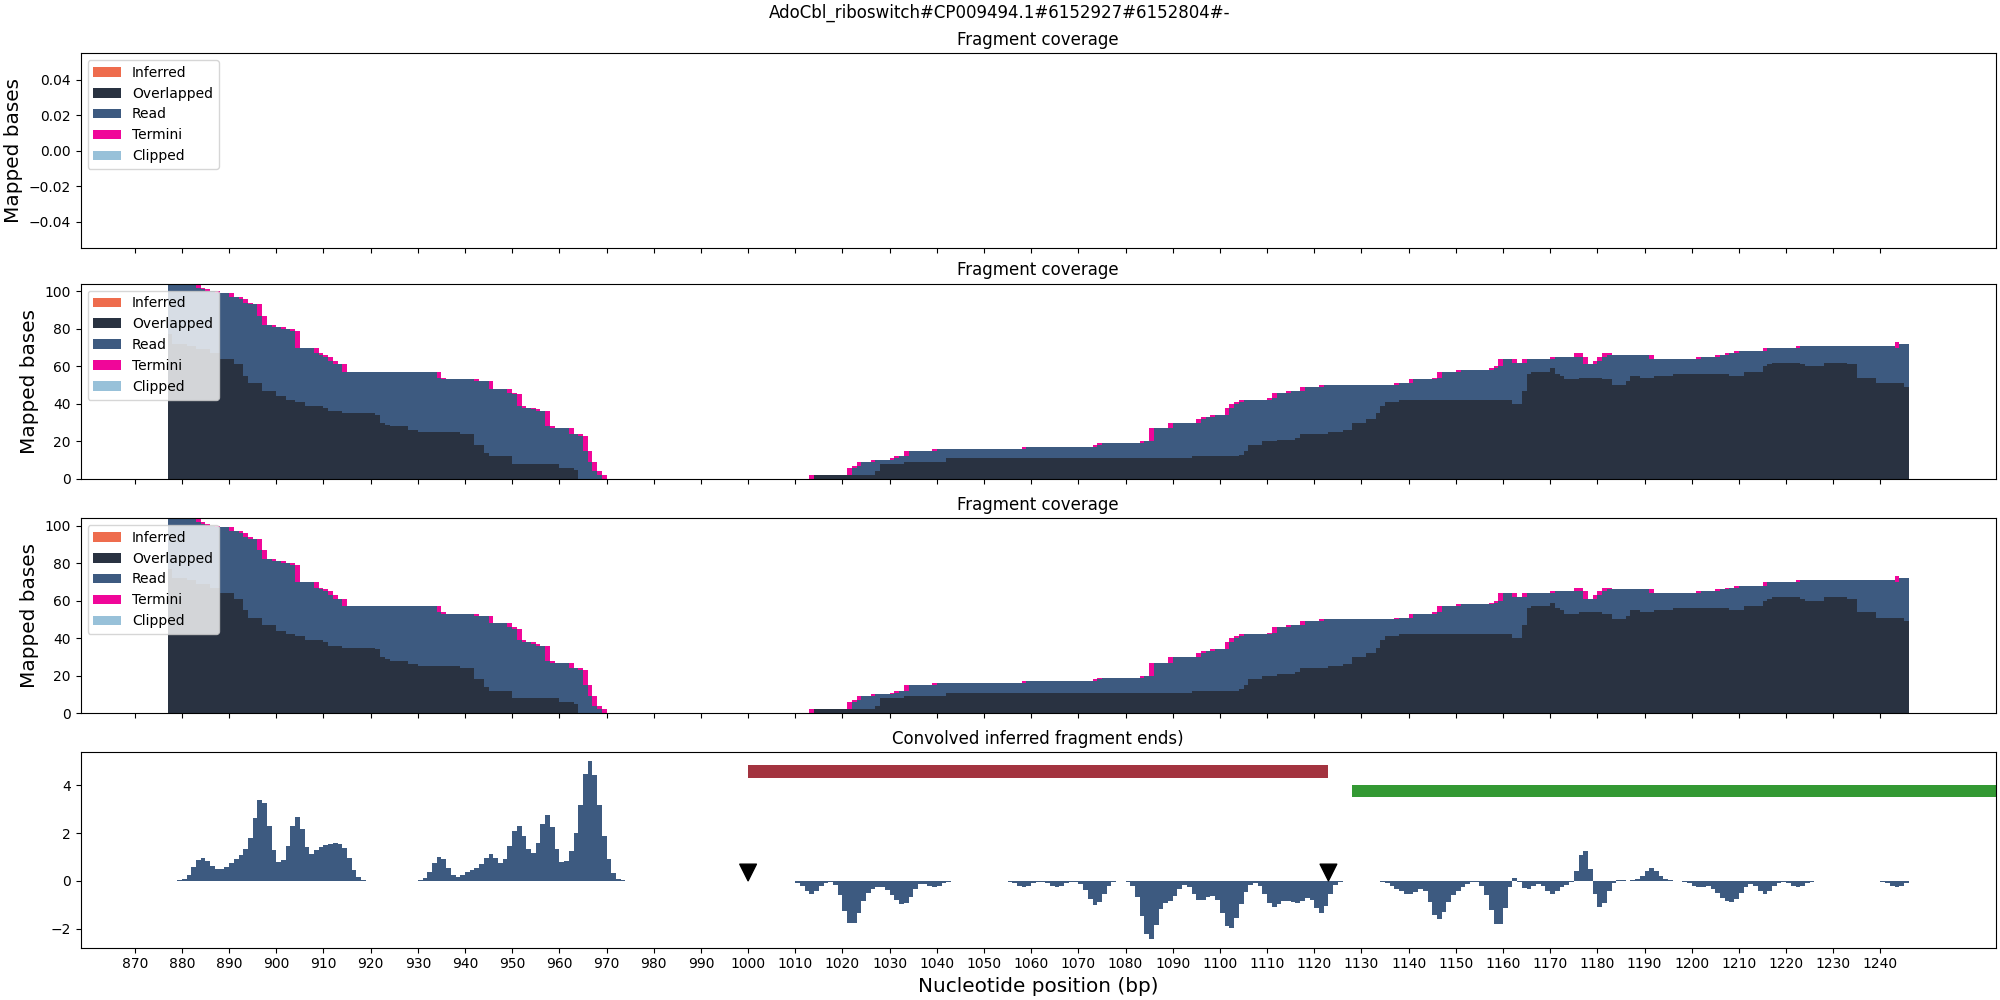 AdoCbl_riboswitch#CP009494.1#6152927#6152804#-
Fragment coverage
Mapped bases
0.04
0.02
0.00
−0.02
−0.04
Inferred
Overlapped
Read
Termini
Clipped
Fragment coverage
Mapped bases
100
80
60
40
20
0
Inferred
Overlapped
Read
Termini
Clipped
Fragment coverage
Mapped bases
100
80
60
40
20
0
Inferred
Overlapped
Read
Termini
Clipped
Convolved inferred fragment ends)
4
2
0
−2
870 880 890 900 910 920 930 940 950 960 970 980 990 1000 1010 1020 1030 1040 1050 1060 1070 1080 1090 1100 1110 1120 1130 1140 1150 1160 1170 1180 1190 1200 1210 1220 1230 1240
Nucleotide position (bp)